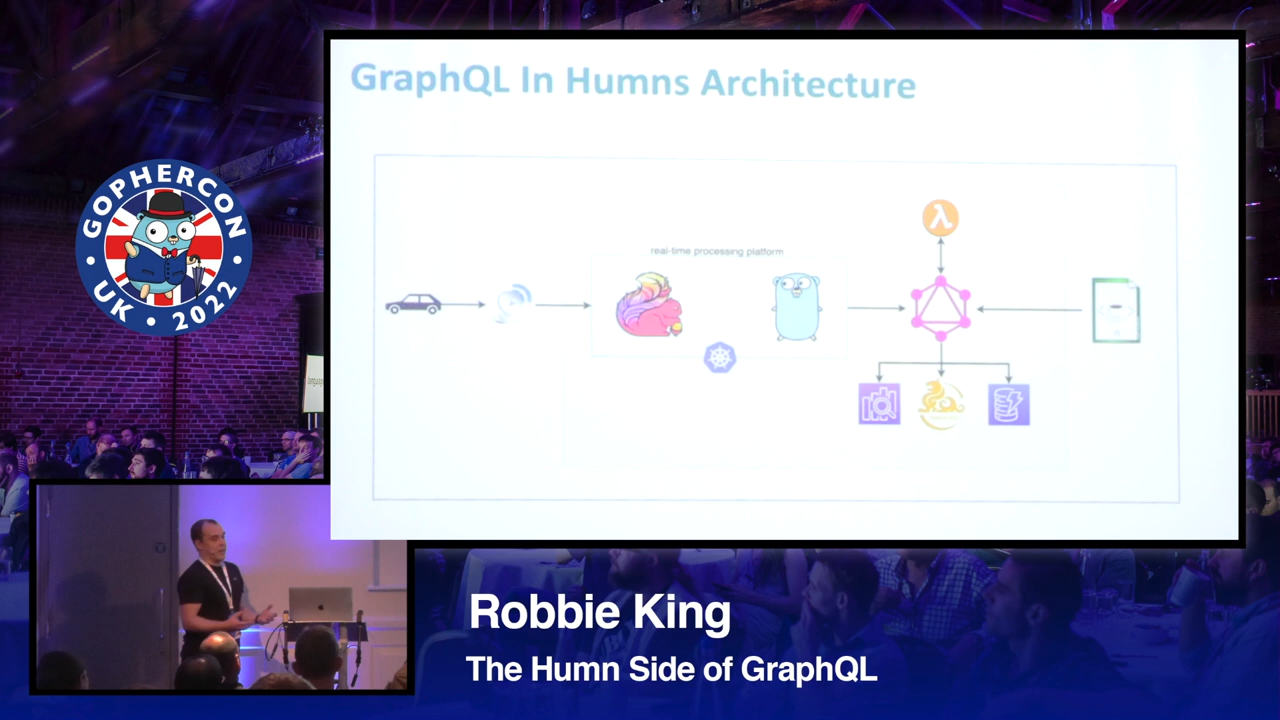 GraphQL In Humns Architecture
real-time processing platform
λ
GOPHERCON
UK • 2022
Robbie King
The Humn Side of GraphQL